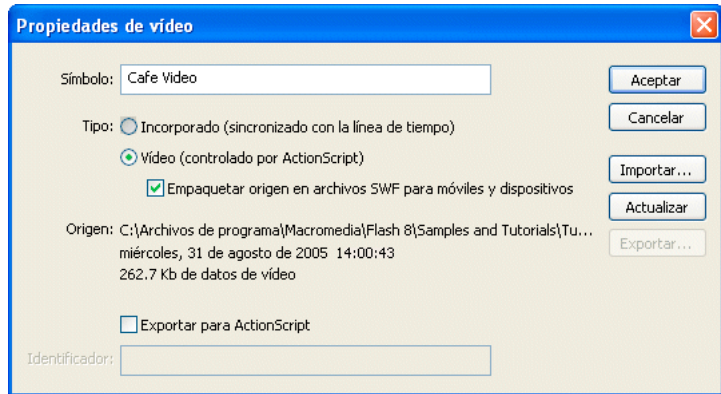 Propiedades de vídeo
Símbolo: Cafe Video
Aceptar
Cancelar
Tipo: Incorporado (sincronizado con la línea de tiempo)
Vídeo (controlado por ActionScript)
Empaquetar origen en archivos SWF para móviles y dispositivos
Importar...
Actualizar
Exportar...
Origen: C:\Archivos de programa\Macromedia\Flash 8\Samples and Tutorials\Tu...
miércoles, 31 de agosto de 2005 14:00:43
262.7 Kb de datos de vídeo
Exportar para ActionScript
Identificador: